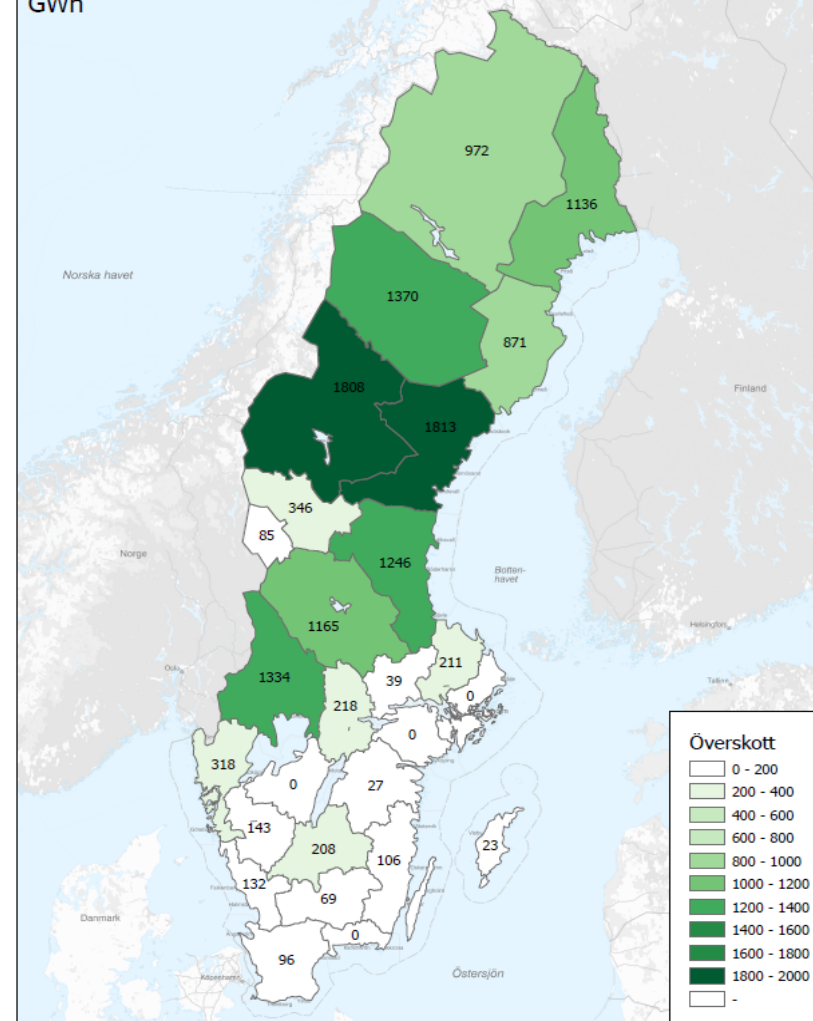 GWh
972
1136
Norska havet
1370
871
1808
Finland
1813
346
85
Norge
1246
Botten-
havet
1165
Helsingfors
211
Oslo
1334
39
Tallinn
0
218
0
Överskott
318
0 - 200
0
27
200 - 400
400 - 600
143
600 - 800
208
106
23
800 - 1000
132
1000 - 1200
69
1200 - 1400
Danmark
0
1400 - 1600
96
1600 - 1800
Östersjön
1800 - 2000
-